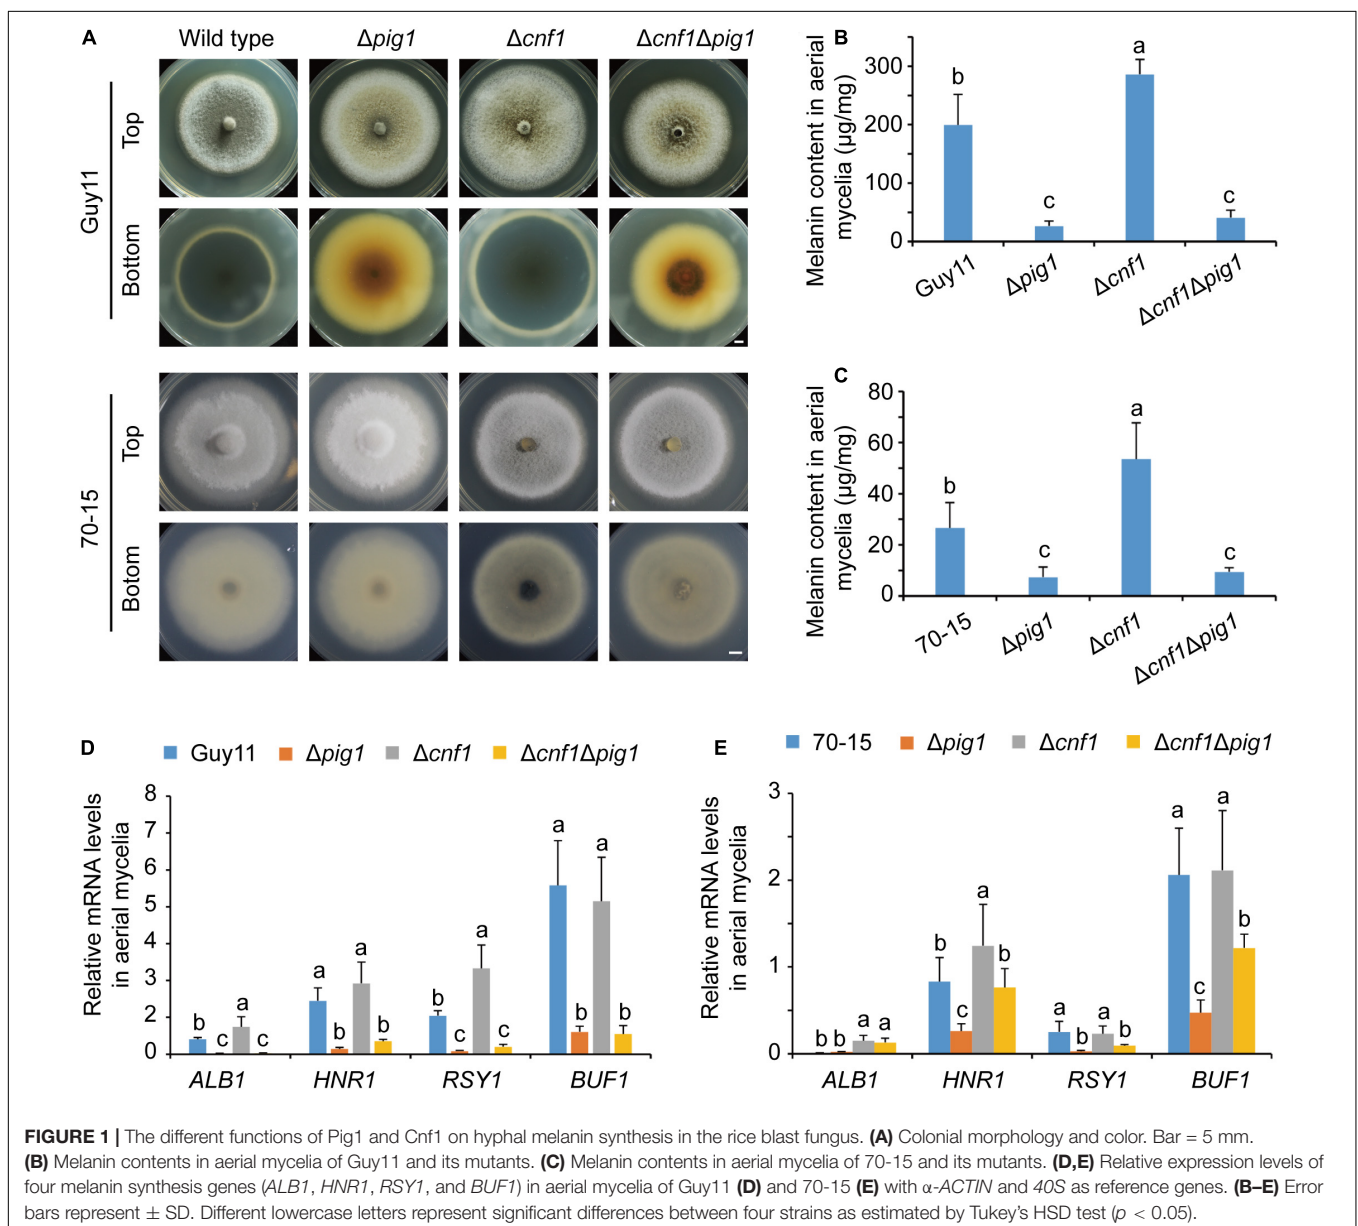 A
Wild type Δpig1 Δcnf1 Δcnf1Δpig1
Guy11
Top
Bottom
70-15
Top
Botom
B
Melanin content in aerial
mycelia (µg/mg)
300
200
100
0
b c a c
Guy11 Δpig1 Δcnf1 Δcnf1Δpig1
C
Melanin content in aerial
mycelia (µg/mg)
80
60
40
20
0
b c a c
70-15 Δpig1 Δcnf1 Δcnf1Δpig1
D
Guy11 Δpig1 Δcnf1 Δcnf1Δpig1
Relative mRNA levels
in aerial mycelia
8
7
6
5
4
3
2
1
0
b c a c a b a b b c a c a b a b
ALB1 HNR1 RSY1 BUF1
E
70-15 Δpig1 Δcnf1 Δcnf1Δpig1
Relative mRNA levels
in aerial mycelia
3
2
1
0
b b a a b c a b a b a b a c a b
ALB1 HNR1 RSY1 BUF1
FIGURE 1 | The different functions of Pig1 and Cnf1 on hyphal melanin synthesis in the rice blast fungus. (A) Colonial morphology and color. Bar = 5 mm.
(B) Melanin contents in aerial mycelia of Guy11 and its mutants. (C) Melanin contents in aerial mycelia of 70-15 and its mutants. (D,E) Relative expression levels of
four melanin synthesis genes (ALB1, HNR1, RSY1, and BUF1) in aerial mycelia of Guy11 (D) and 70-15 (E) with α-ACTIN and 40S as reference genes. (B–E) Error
bars represent ± SD. Different lowercase letters represent significant differences between four strains as estimated by Tukey's HSD test (p < 0.05).